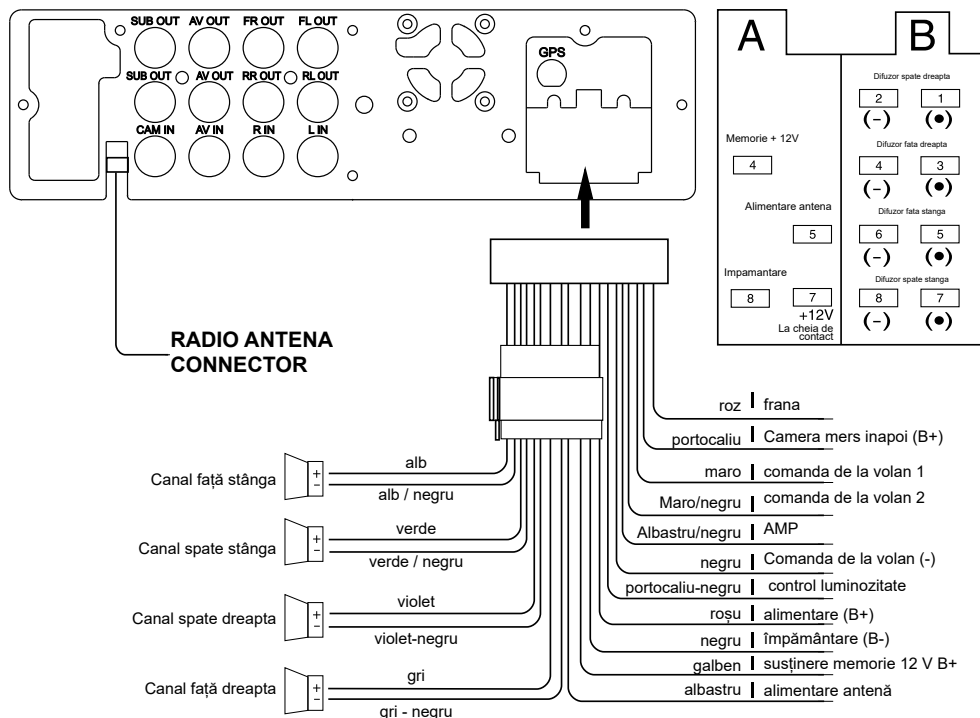 SUB OUT AV OUT FR OUT FL OUT
SUB OUT AV OUT RR OUT RL OUT
CAM IN AV IN R IN L IN
GPS
RADIO ANTENA
CONNECTOR
A
Memorie + 12V
4
Alimentare antena
5
Impamantare
8 7
+12V
La cheia de
contact
B
Difuzor spate dreapta
2 1
(-) (•)
Difuzor fata dreapta
4 3
(-) (•)
Difuzor fata stanga
6 5
(-) (•)
Difuzor spate stanga
8 7
(-) (•)
Canal față stânga
+
-
alb
alb / negru
Canal spate stânga
+
-
verde
verde / negru
Canal spate dreapta
+
-
violet
violet-negru
Canal față dreapta
+
-
gri
gri - negru
roz frana
portocaliu Camera mers inapoi (B+)
maro comanda de la volan 1
Maro/negru comanda de la volan 2
Albastru/negru AMP
negru Comanda de la volan (-)
portocaliu-negru control luminozitate
roșu alimentare (B+)
negru împământare (B-)
galben susținere memorie 12 V B+
albastru alimentare antenă